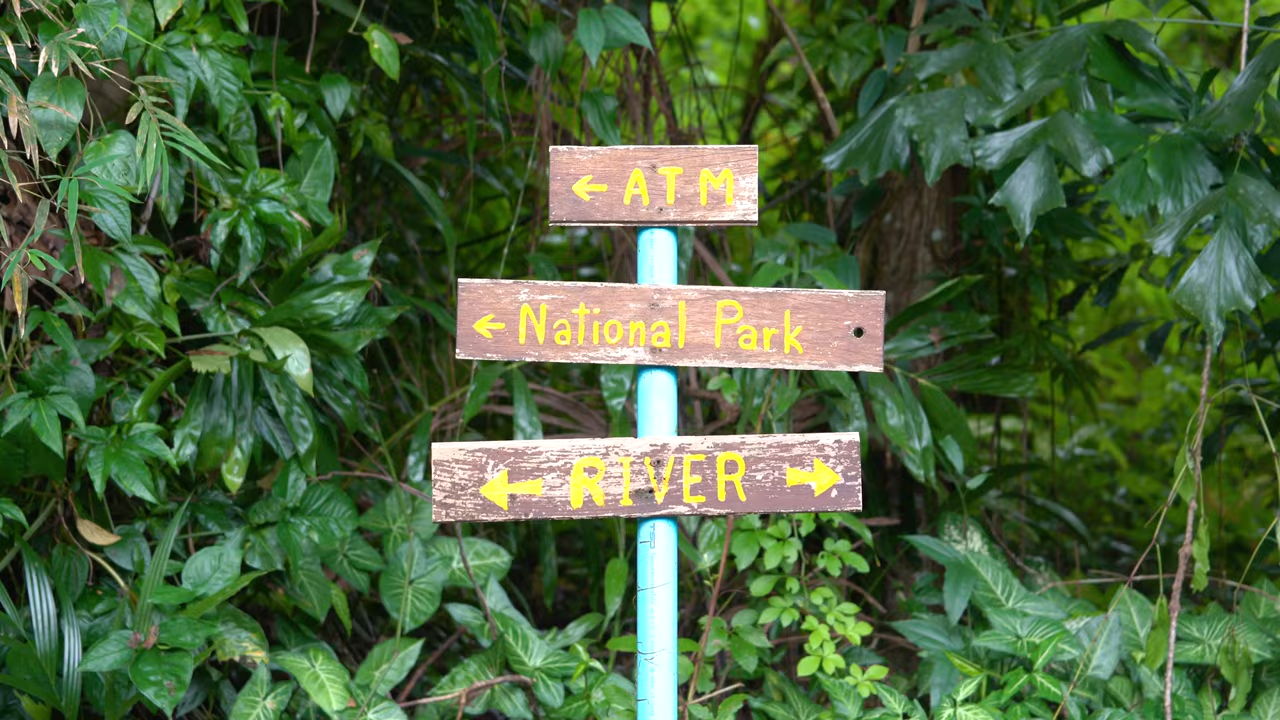 ← ATM
← National Park
← RIVER →